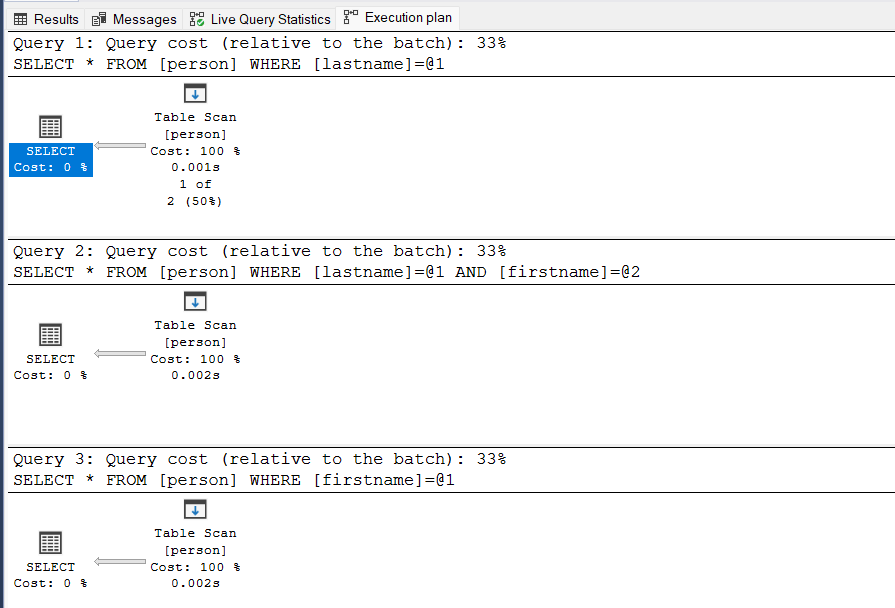 Results Messages Live Query Statistics Execution plan
Query 1: Query cost (relative to the batch): 33%
SELECT * FROM [person] WHERE [lastname]=@1
Table Scan
[person]
SELECT Cost: 100 %
Cost: 0 % 0.001s
1 of
2 (50%)
Query 2: Query cost (relative to the batch): 33%
SELECT * FROM [person] WHERE [lastname]=@1 AND [firstname]=@2
Table Scan
[person]
SELECT Cost: 100 %
Cost: 0 % 0.002s
Query 3: Query cost (relative to the batch): 33%
SELECT * FROM [person] WHERE [firstname]=@1
Table Scan
[person]
SELECT Cost: 100 %
Cost: 0 % 0.002s